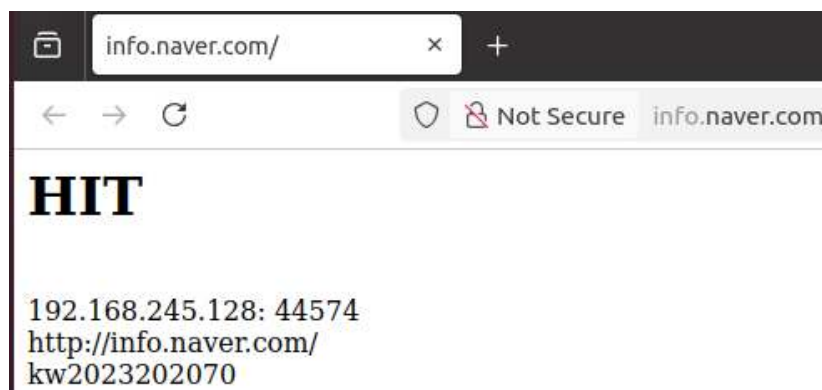 info.naver.com/
Not Secure info.naver.com
HIT
192.168.245.128: 44574
http://info.naver.com/
kw2023202070